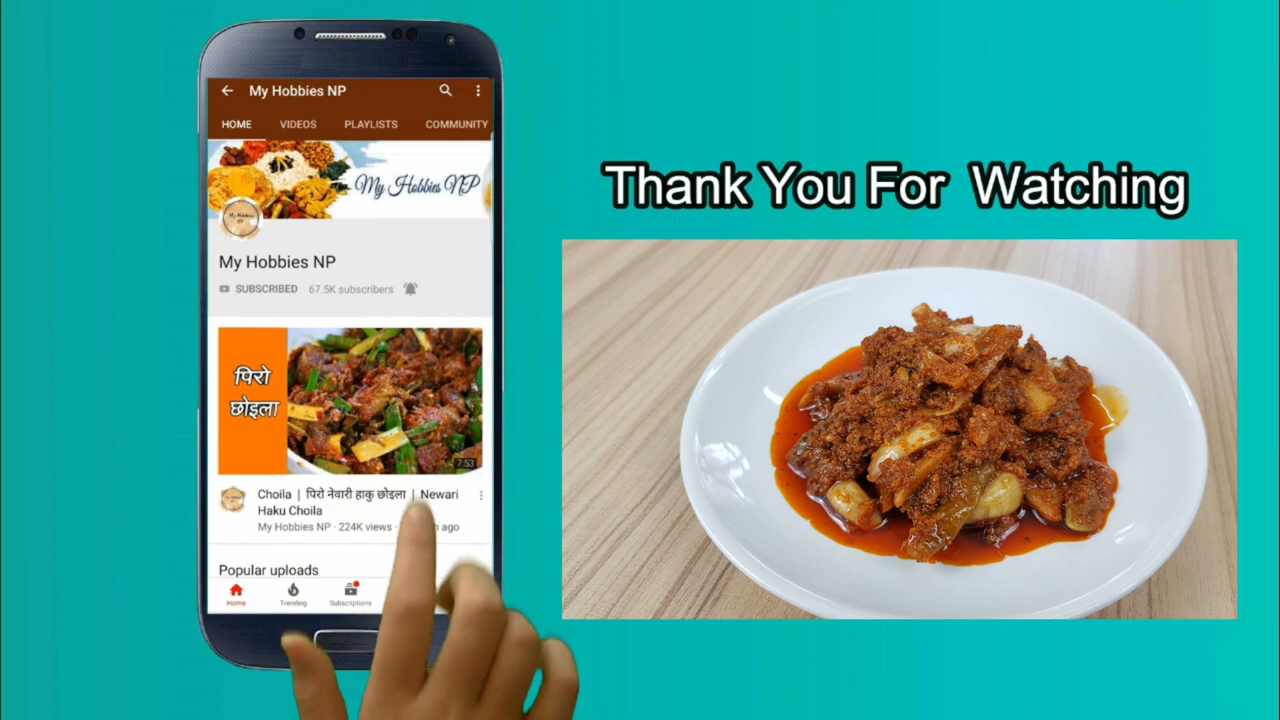 My Hobbies NP
HOME VIDEOS PLAYLISTS COMMUNITY
My Hobbies NP
My Hobbies NP
SUBSCRIBED 67.5K subscribers
पिरो
छोइला
7:53
Choila | पिरो नेवारी हाकु छोइला | Newari
Haku Choila
My Hobbies NP · 224K views · ago
Popular uploads
Home Trending Subscriptions
Thank You For Watching